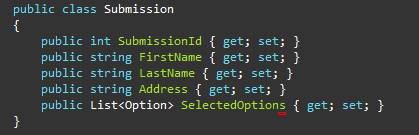 public class Submission
{
public int SubmissionId { get; set; }
public string FirstName { get; set; }
public string LastName { get; set; }
public string Address { get; set; }
public List<Option> SelectedOptions { get; set; }
}